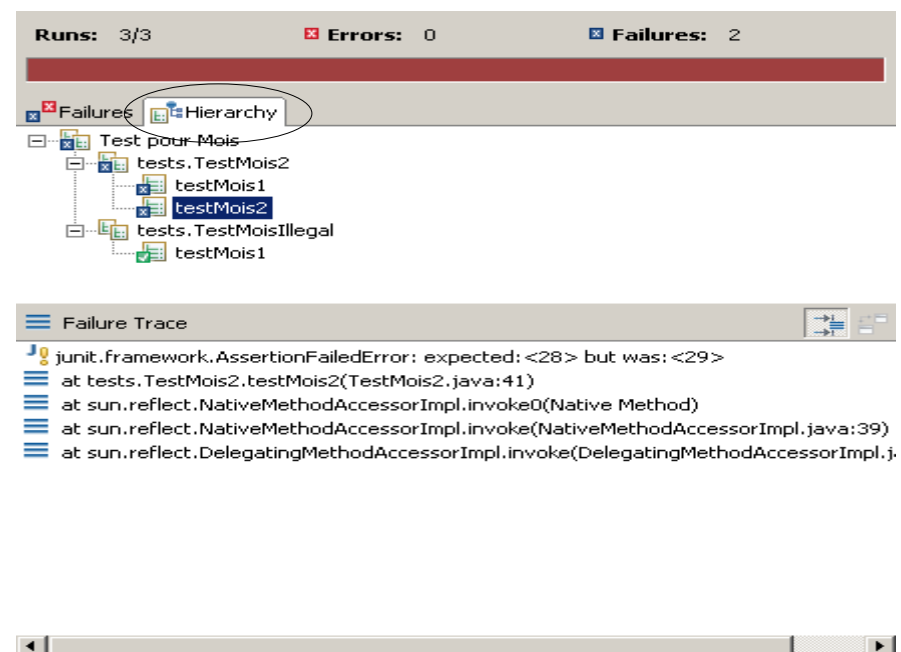 Runs: 3/3 Errors: 0 Failures: 2
Failures Hierarchy
Test pour Mois
tests.TestMois2
testMois1
testMois2
tests.TestMoisIllegal
testMois1
Failure Trace
junit.framework.AssertionFailedError: expected:<28> but was:<29>
at tests.TestMois2.testMois2(TestMois2.java:41)
at sun.reflect.NativeMethodAccessorImpl.invoke0(Native Method)
at sun.reflect.NativeMethodAccessorImpl.invoke(NativeMethodAccessorImpl.java:39)
at sun.reflect.DelegatingMethodAccessorImpl.invoke(DelegatingMethodAccessorImpl.j